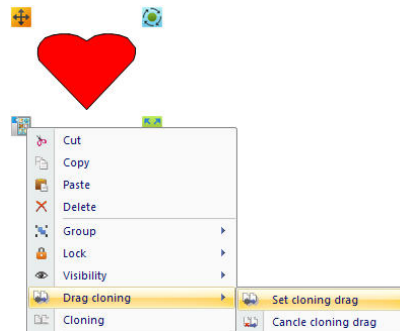 Cut
Copy
Paste
Delete
Group
Lock
Visibility
Drag cloning
Set cloning drag
Cloning
Cancle cloning drag